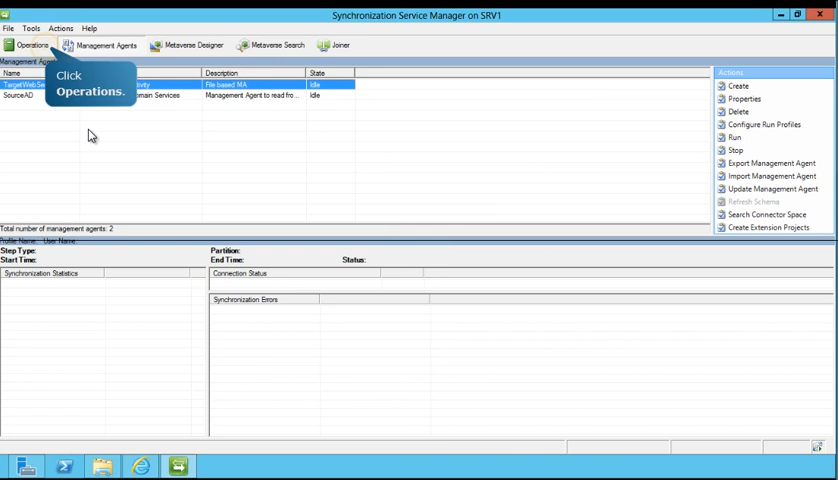 Synchronization Service Manager on SRV1
File Tools Actions Help
Operations Management Agents Metaverse Designer Metaverse Search Joiner
Management Agen
Click
Operations.
Name Description State
TargetWebSer tivity File based MA Idle
SourceAD main Services Management Agent to read fro... Idle
Actions
Create
Properties
Delete
Configure Run Profiles
Run
Stop
Export Management Agent
Import Management Agent
Update Management Agent
Refresh Schema
Search Connector Space
Create Extension Projects
Total number of management agents: 2
Profile Name: User Name:
Step Type: Partition:
Start Time: End Time: Status:
Synchronization Statistics Connection Status
Synchronization Errors